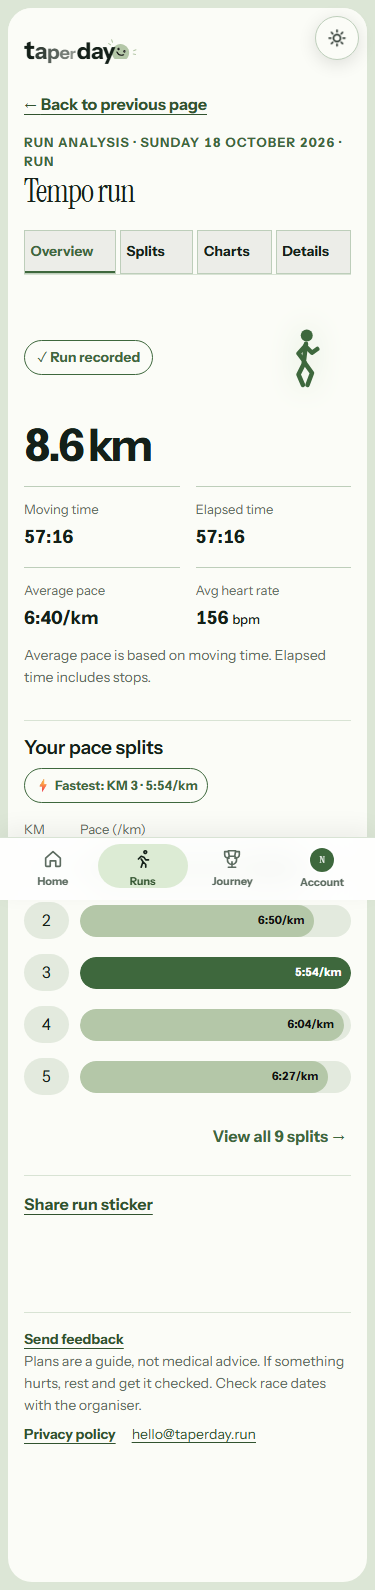 taperday
← Back to previous page
RUN ANALYSIS · SUNDAY 18 OCTOBER 2026 ·
RUN
Tempo run
Overview
Splits
Charts
Details
✓ Run recorded
8.6 km
Moving time
57:16
Elapsed time
57:16
Average pace
6:40/km
Avg heart rate
156 bpm
Average pace is based on moving time. Elapsed
time includes stops.
Your pace splits
Fastest: KM 3 · 5:54/km
KM
Pace (/km)
Home
Runs
Journey
N
Account
2
6:50/km
3
5:54/km
4
6:04/km
5
6:27/km
View all 9 splits →
Share run sticker
Send feedback
Plans are a guide, not medical advice. If something
hurts, rest and get it checked. Check race dates
with the organiser.
Privacy policy
hello@taperday.run